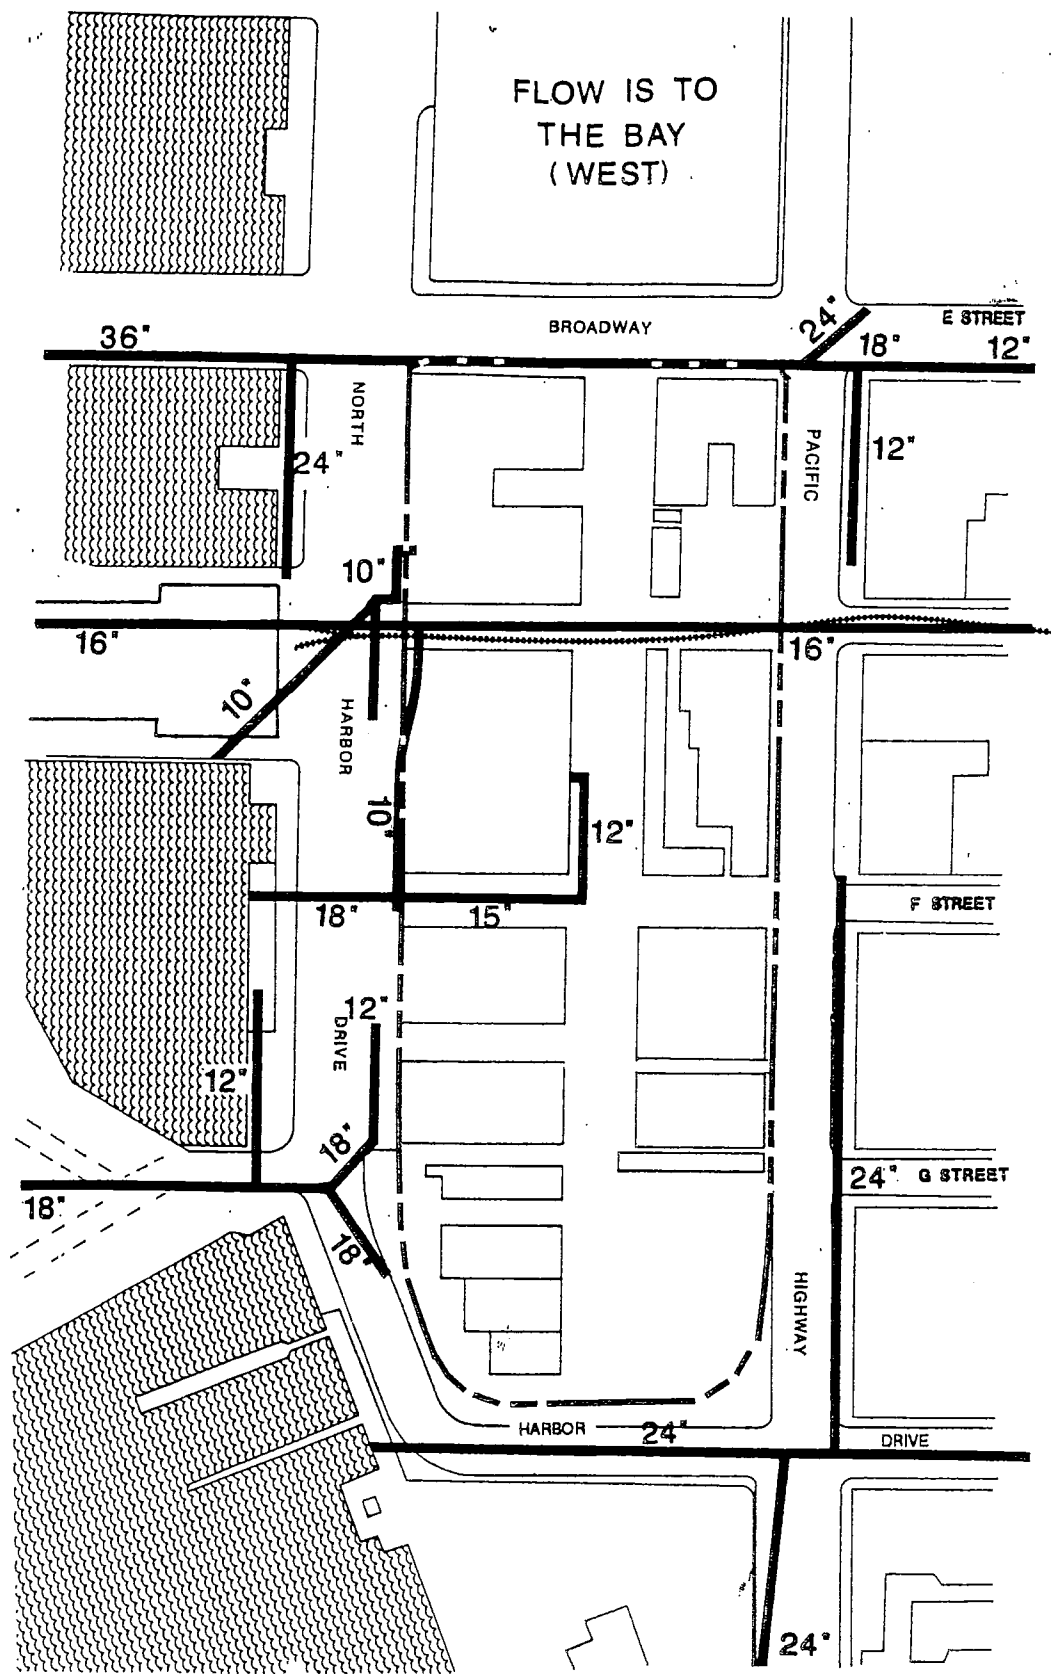 FLOW IS TO
THE BAY
(WEST)
BROADWAY
24"
E STREET
36"
18"
12"
NORTH
PACIFIC
24"
12"
10"
16"
16"
10"
HARBOR
10"
12"
18"
15"
F STREET
12"
DRIVE
12"
18"
24"
G STREET
18"
18"
HIGHWAY
HARBOR
24"
DRIVE
24"